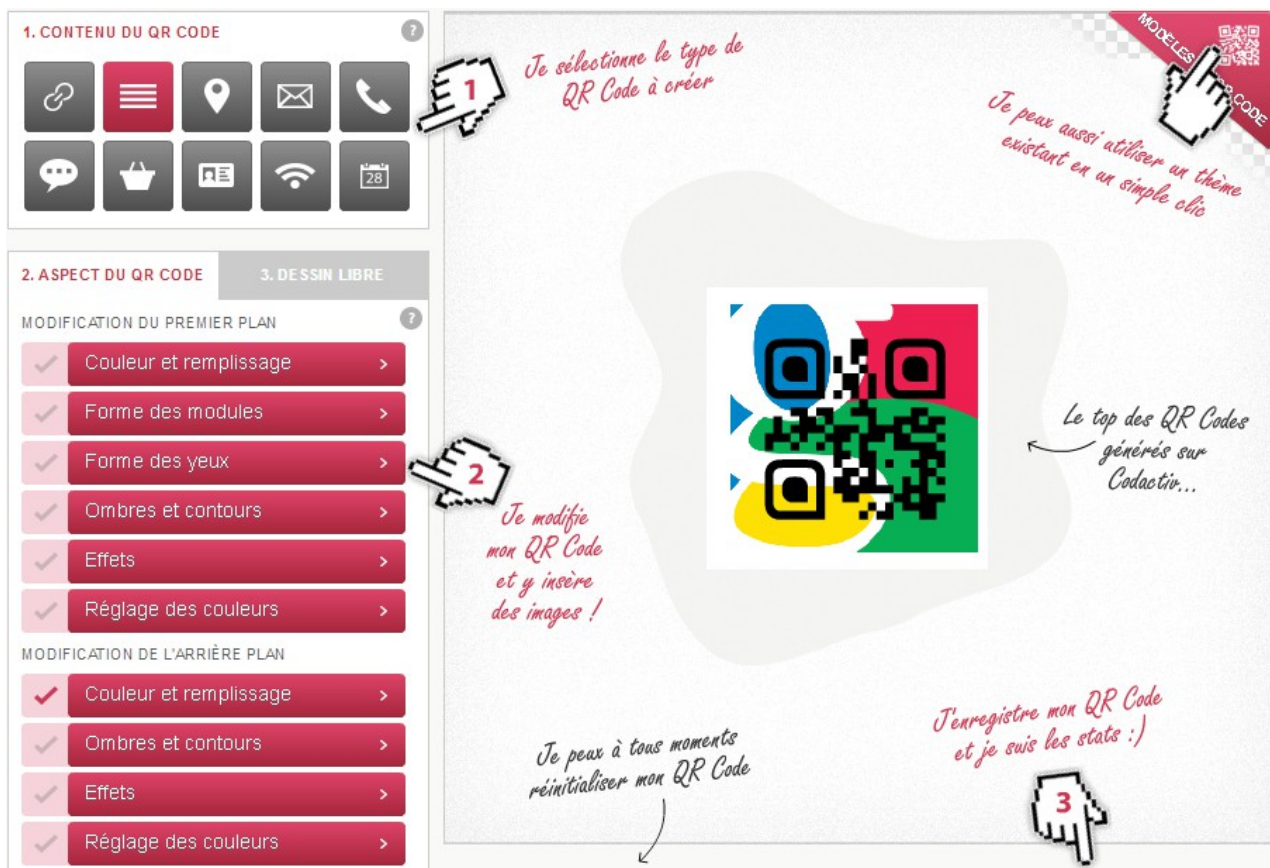 1. CONTENU DU QR CODE
?
28
1
Je sélectionne le type de
QR Code à créer
MODÈLES
QR CODE
Je peux aussi utiliser un thème
existant en un simple clic
2. ASPECT DU QR CODE
3. DESSIN LIBRE
MODIFICATION DU PREMIER PLAN
?
Couleur et remplissage
Forme des modules
Forme des yeux
Ombres et contours
Effets
Réglage des couleurs
MODIFICATION DE L'ARRIÈRE PLAN
Couleur et remplissage
Ombres et contours
Effets
Réglage des couleurs
2
Je modifie
mon QR Code
et y insère
des images !
Le top des QR Codes
générés sur
Codactiv...
Je peux à tous moments
réinitialiser mon QR Code
J'enregistre mon QR Code
et je suis les stats :)
3